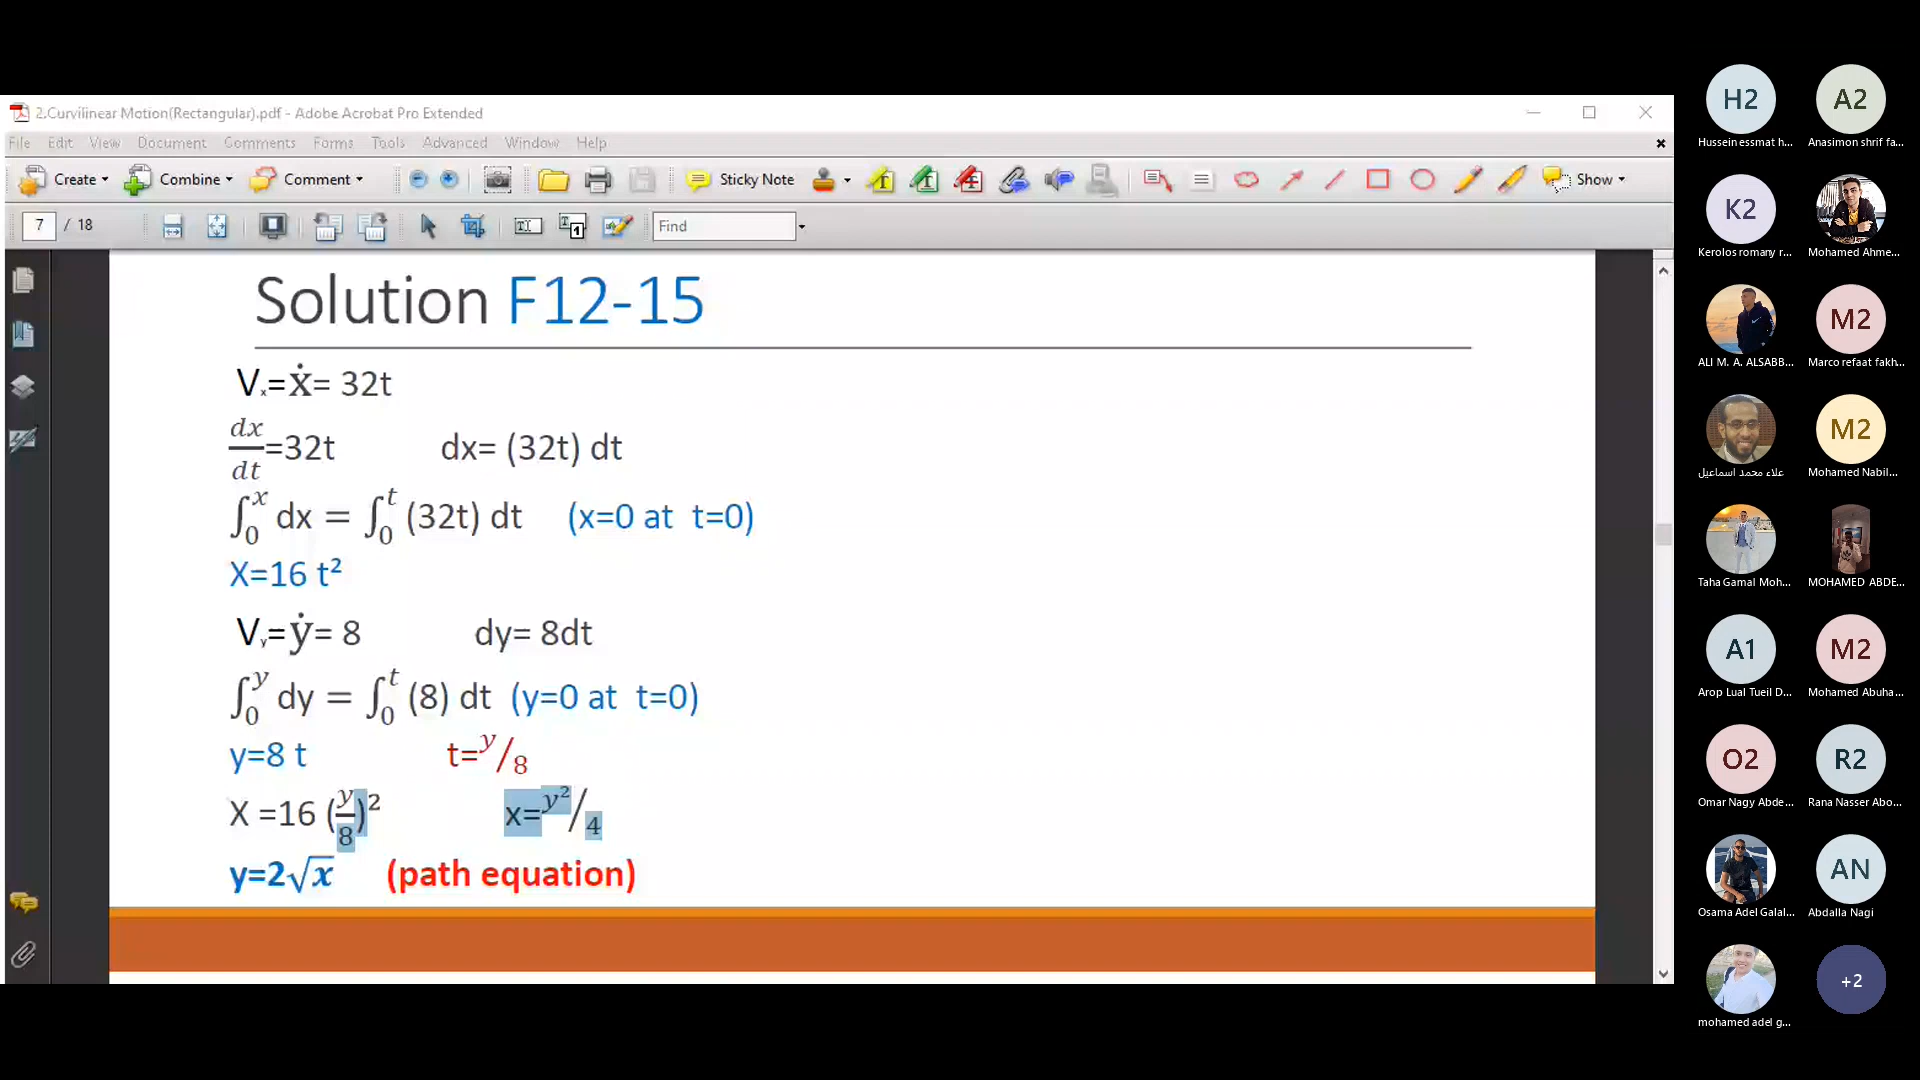 2.Curvilinear Motion(Rectangular).pdf - Adobe Acrobat Pro Extended
File Edit View Document Comments Forms Tools Advanced Window Help
Create Combine Comment Sticky Note Show
7 / 18 Find
Solution F12-15
Vₓ=ẋ= 32t
dx/dt=32t dx= (32t) dt
∫₀ˣ dx = ∫₀ᵗ (32t) dt (x=0 at t=0)
X=16 t²
Vᵧ=ẏ= 8 dy= 8dt
∫₀ʸ dy = ∫₀ᵗ (8) dt (y=0 at t=0)
y=8 t t=y/8
X =16 (y/8)² x=y²/4
y=2√x (path equation)
H2 A2
Hussein essmat h... Anasimon shrif fa...
K2
Kerolos romany r... Mohamed Ahme...
M2
ALI M. A. ALSABB... Marco refaat fakh...
M2
علاء محمد اسماعيل Mohamed Nabil...
Taha Gamal Moh... MOHAMED ABDE...
A1 M2
Arop Lual Tueil D... Mohamed Abuha...
O2 R2
Omar Nagy Abde... Rana Nasser Abo...
AN
Osama Adel Galal... Abdalla Nagi
+2
mohamed adel g...